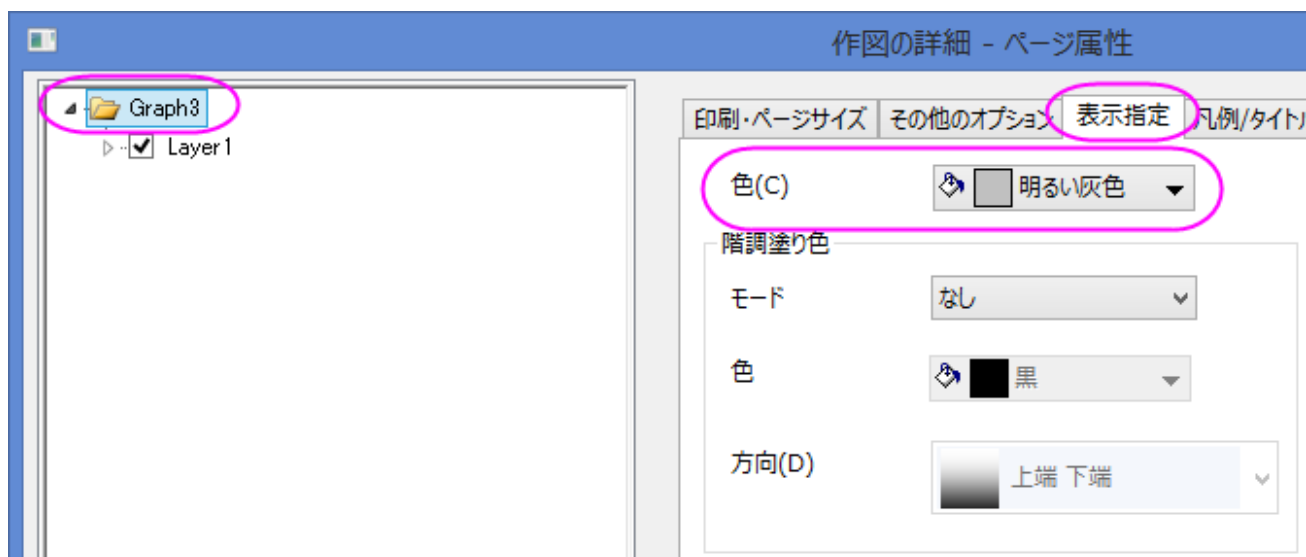 作図の詳細 - ページ属性
Graph3
Layer1
印刷・ページサイズ その他のオプション 表示指定 凡例/タイトル
色(C) 明るい灰色
階調塗り色
モード なし
色 黒
方向(D) 上端 下端